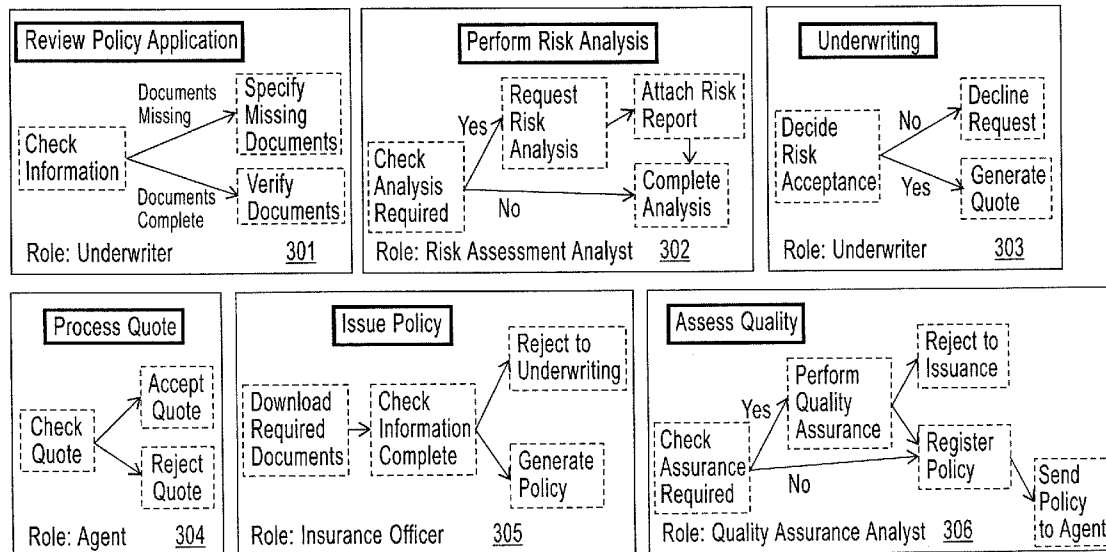 Review Policy Application
Documents
Missing
Specify
Missing
Documents
Check
Information
Documents
Complete
Verify
Documents
Role: Underwriter 301
Perform Risk Analysis
Yes
Request
Risk
Analysis
Attach Risk
Report
Check
Analysis
Required
No
Complete
Analysis
Role: Risk Assessment Analyst 302
Underwriting
Decide
Risk
Acceptance
No
Decline
Request
Yes
Generate
Quote
Role: Underwriter 303
Process Quote
Check
Quote
Accept
Quote
Reject
Quote
Role: Agent 304
Issue Policy
Download
Required
Documents
Check
Information
Complete
Reject to
Underwriting
Generate
Policy
Role: Insurance Officer 305
Assess Quality
Check
Assurance
Required
Yes
Perform
Quality
Assurance
No
Reject to
Issuance
Register
Policy
Send
Policy
to Agent
Role: Quality Assurance Analyst 306